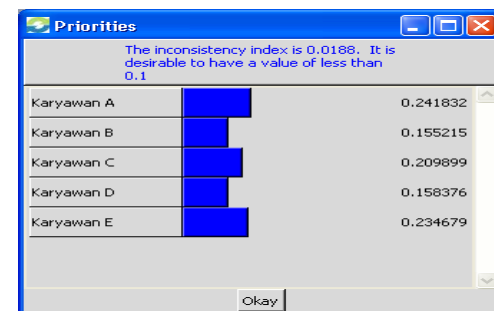 Priorities
The inconsistency index is 0.0188. It is
desirable to have a value of less than
0.1
Karyawan A 0.241832
Karyawan B 0.155215
Karyawan C 0.209899
Karyawan D 0.158376
Karyawan E 0.234679
Okay